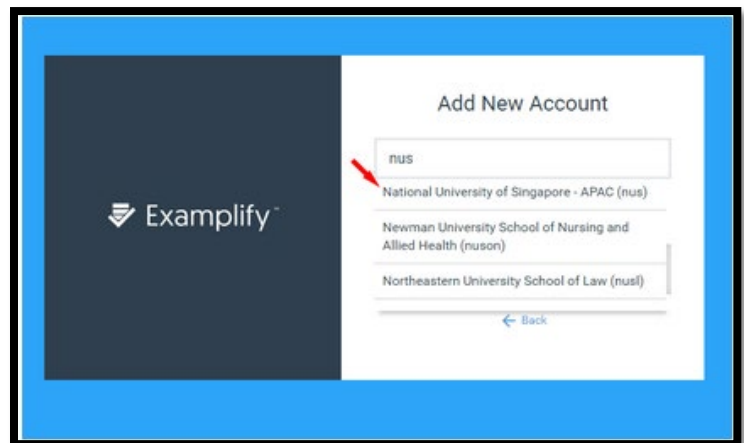 Add New Account
nus
National University of Singapore - APAC (nus)
Newman University School of Nursing and
Allied Health (nuson)
Northeastern University School of Law (nusl)
← Back
Examplify™